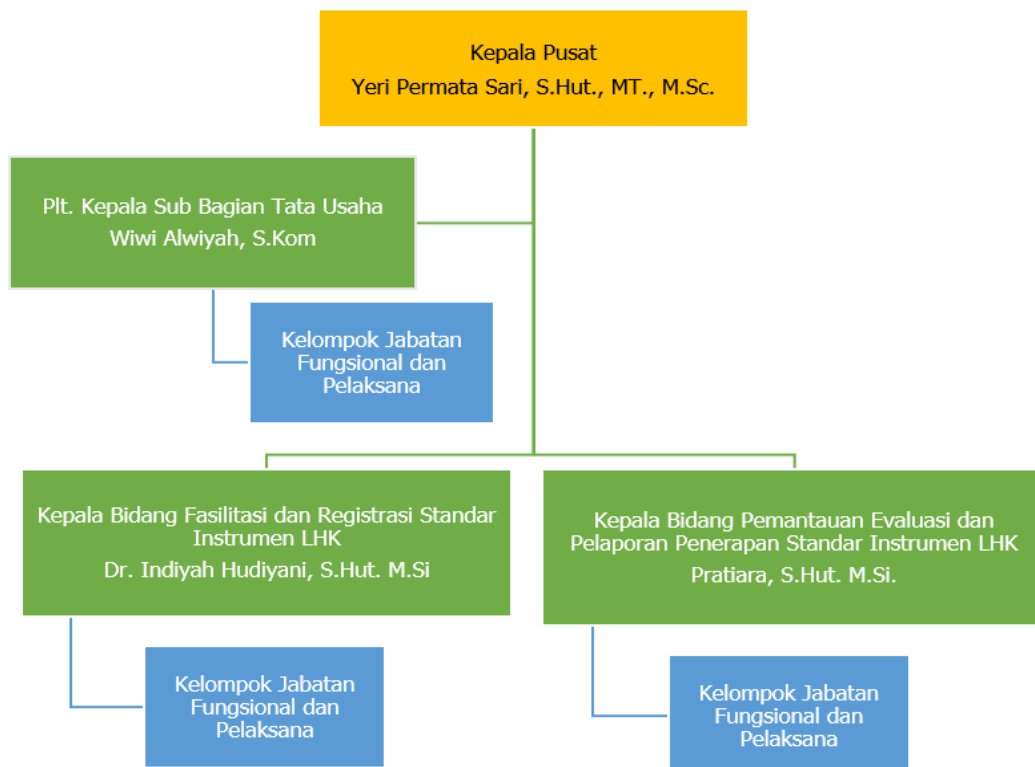 Kepala Pusat
Yeri Permata Sari, S.Hut., MT., M.Sc.
Plt. Kepala Sub Bagian Tata Usaha
Wiwi Alwiyah, S.Kom
Kelompok Jabatan
Fungsional dan
Pelaksana
Kepala Bidang Fasilitasi dan Registrasi Standar
Instrumen LHK
Dr. Indiyah Hudiyani, S.Hut. M.Si
Kepala Bidang Pemantauan Evaluasi dan
Pelaporan Penerapan Standar Instrumen LHK
Pratiara, S.Hut. M.Si.
Kelompok Jabatan
Fungsional dan
Pelaksana
Kelompok Jabatan
Fungsional dan
Pelaksana